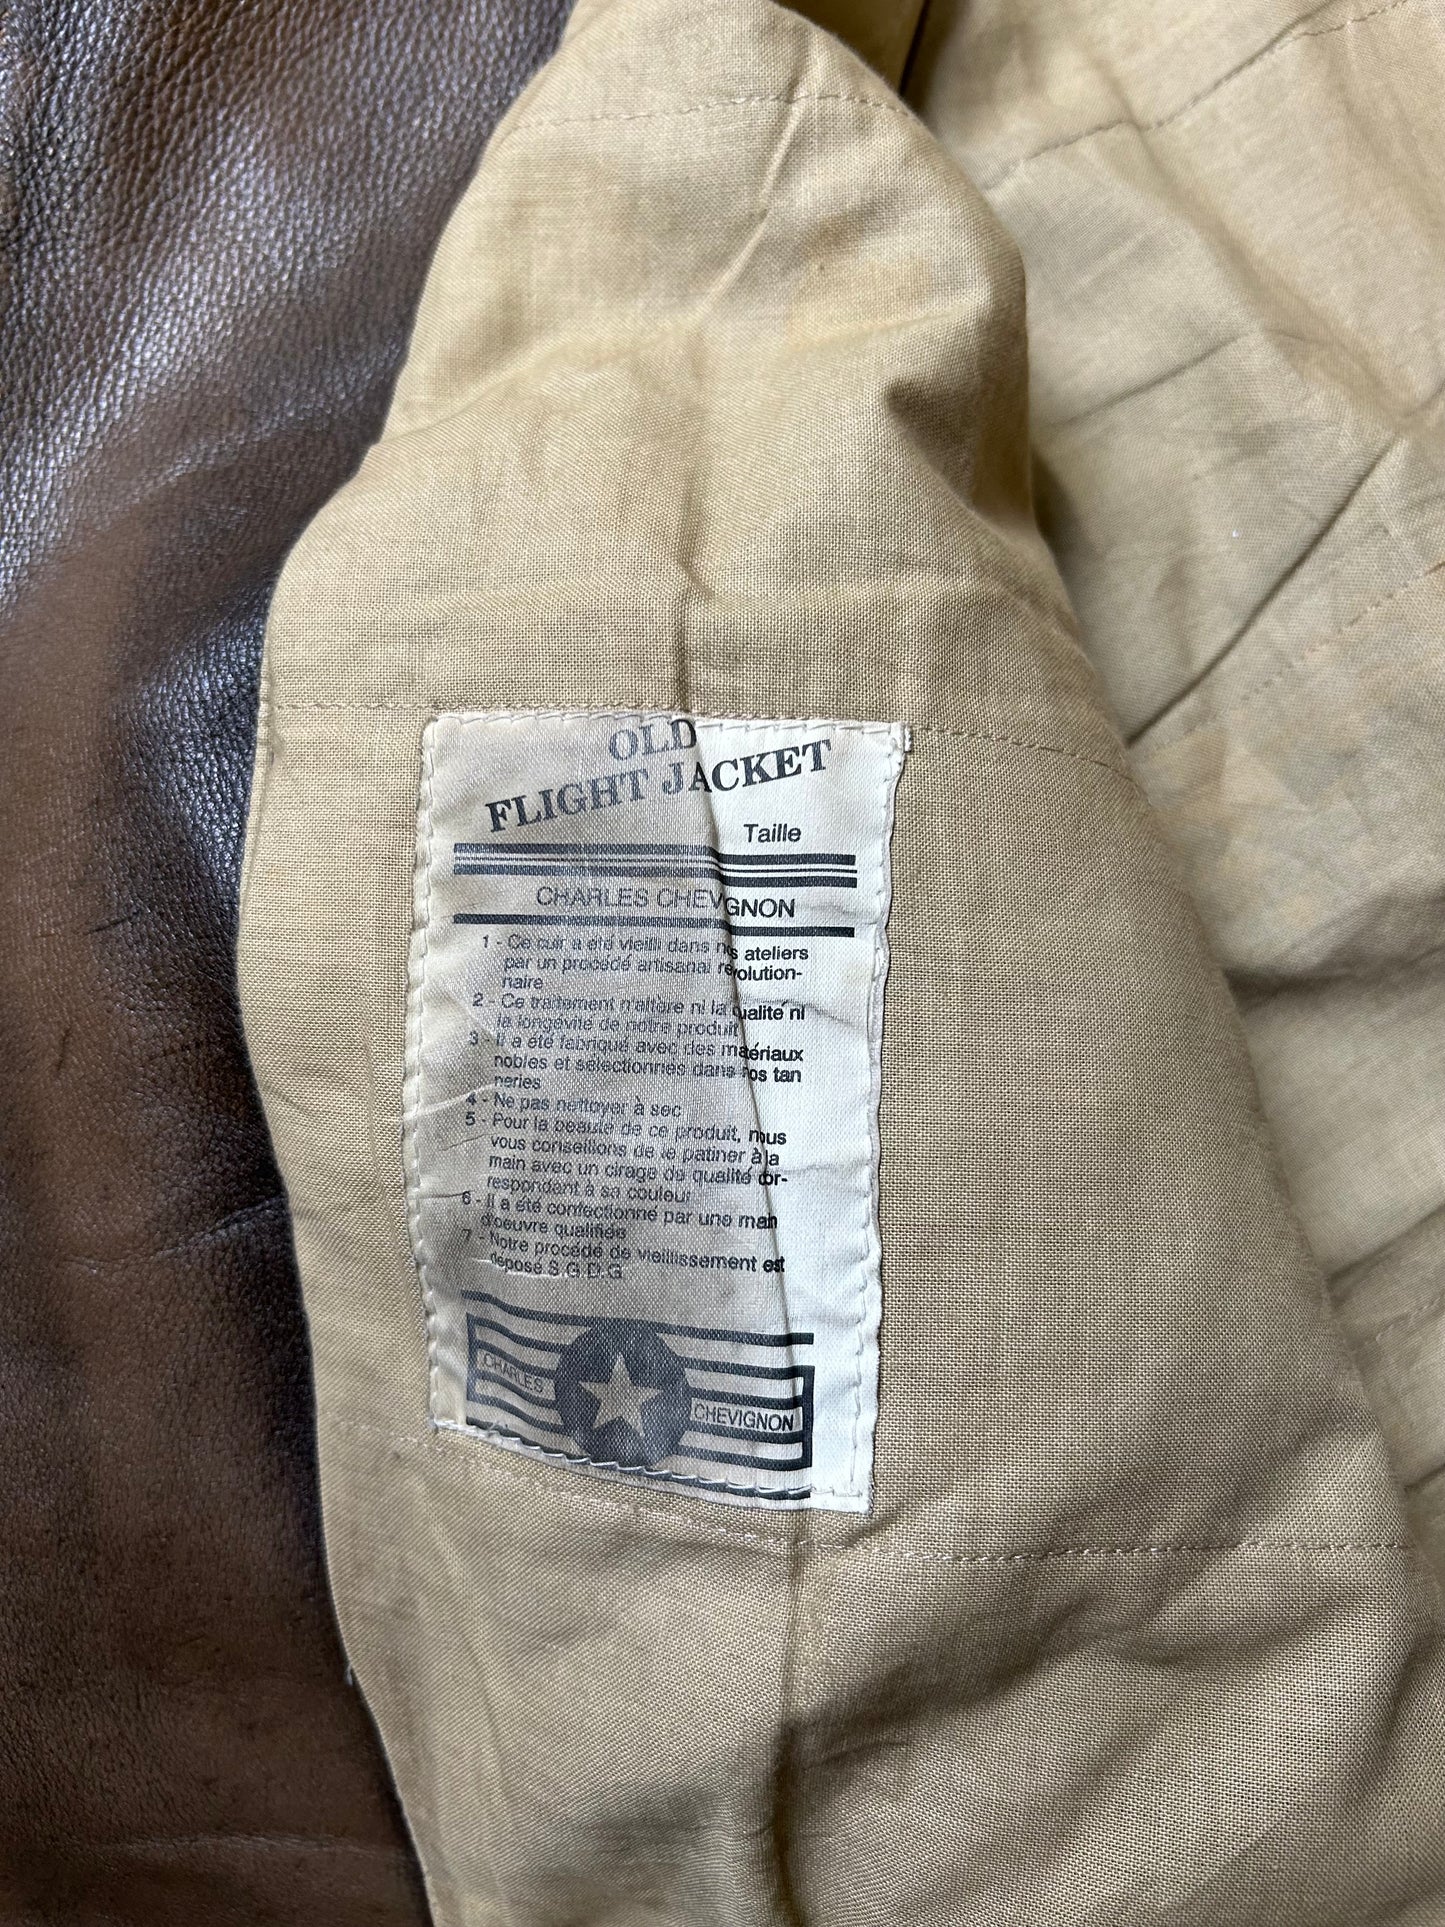 OLD
FLIGHT JACKET
Taille
CHARLES CHEVIGNON
1 - Ce cuir a été vieilli dans nos ateliers
par un procédé artisanal révolution-
naire
2 - Ce traitement n'altère ni la qualité ni
la longévité de notre produit
3 - Il a été fabriqué avec des matériaux
nobles et sélectionnés dans nos tan
neries
4 - Ne pas nettoyer à sec
5 - Pour la beauté de ce produit, nous
vous conseillons de le patiner à la
main avec un cirage de qualité cor-
respondant à sa couleur
6 - Il a été confectionné par une main
d'oeuvre qualifiée
7 - Notre procédé de vieillissement est
déposé S.G.D.G
CHARLES CHEVIGNON